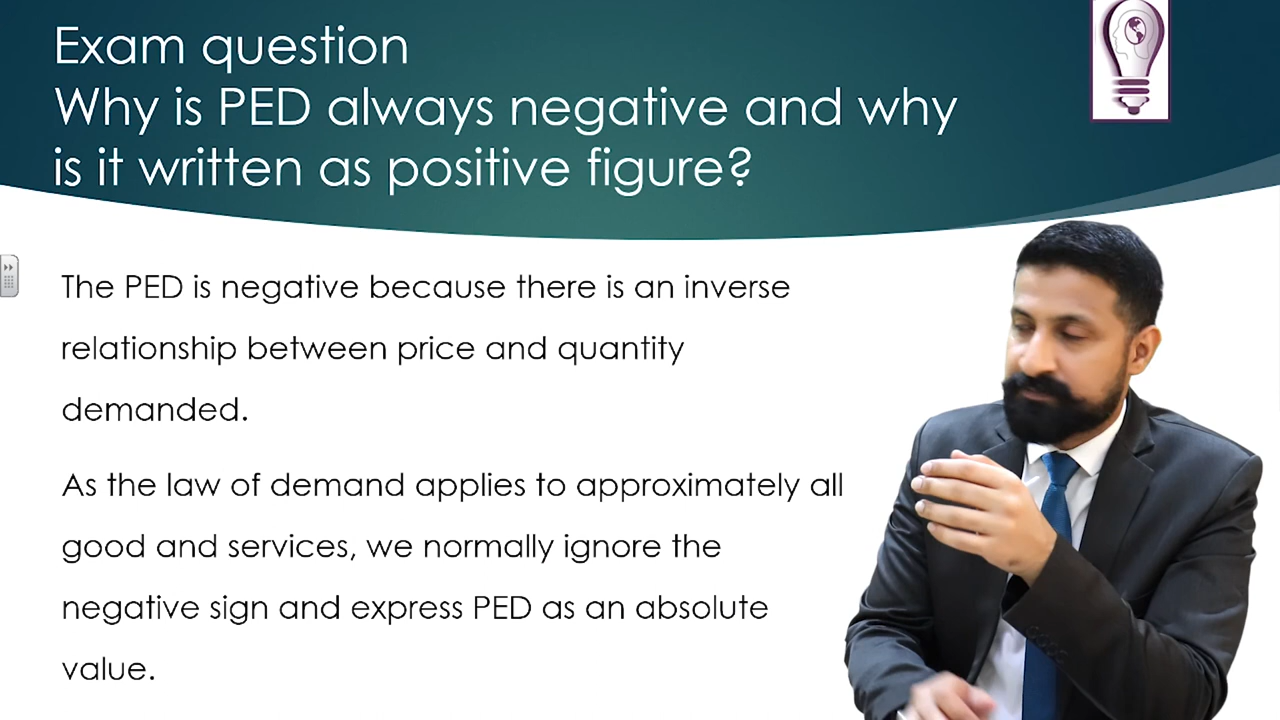 Exam question
Why is PED always negative and why
is it written as positive figure?
The PED is negative because there is an inverse
relationship between price and quantity
demanded.
As the law of demand applies to approximately all
good and services, we normally ignore the
negative sign and express PED as an absolute
value.